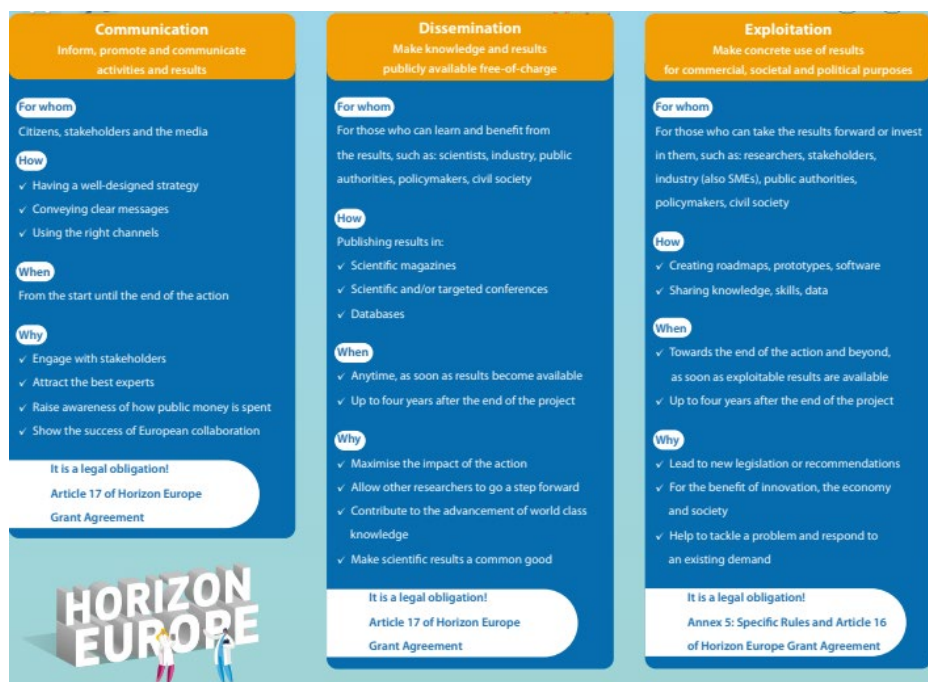 Communication
Inform, promote and communicate
activities and results
For whom
Citizens, stakeholders and the media
How
✓ Having a well-designed strategy
✓ Conveying clear messages
✓ Using the right channels
When
From the start until the end of the action
Why
✓ Engage with stakeholders
✓ Attract the best experts
✓ Raise awareness of how public money is spent
✓ Show the success of European collaboration
It is a legal obligation!
Article 17 of Horizon Europe
Grant Agreement
HORIZON
EUROPE
Dissemination
Make knowledge and results
publicly available free-of-charge
For whom
For those who can learn and benefit from
the results, such as: scientists, industry, public
authorities, policymakers, civil society
How
Publishing results in:
✓ Scientific magazines
✓ Scientific and/or targeted conferences
✓ Databases
When
✓ Anytime, as soon as results become available
✓ Up to four years after the end of the project
Why
✓ Maximise the impact of the action
✓ Allow other researchers to go a step forward
✓ Contribute to the advancement of world class
knowledge
✓ Make scientific results a common good
It is a legal obligation!
Article 17 of Horizon Europe
Grant Agreement
Exploitation
Make concrete use of results
for commercial, societal and political purposes
For whom
For those who can take the results forward or invest
in them, such as: researchers, stakeholders,
industry (also SMEs), public authorities,
policymakers, civil society
How
✓ Creating roadmaps, prototypes, software
✓ Sharing knowledge, skills, data
When
✓ Towards the end of the action and beyond,
as soon as exploitable results are available
✓ Up to four years after the end of the project
Why
✓ Lead to new legislation or recommendations
✓ For the benefit of innovation, the economy
and society
✓ Help to tackle a problem and respond to
an existing demand
It is a legal obligation!
Annex 5: Specific Rules and Article 16
of Horizon Europe Grant Agreement